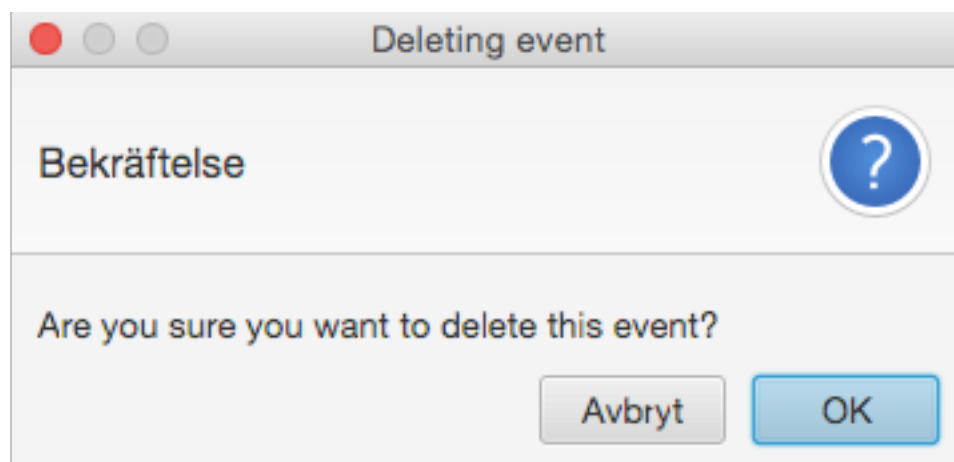 Deleting event
Bekräftelse
?
Are you sure you want to delete this event?
Avbryt OK